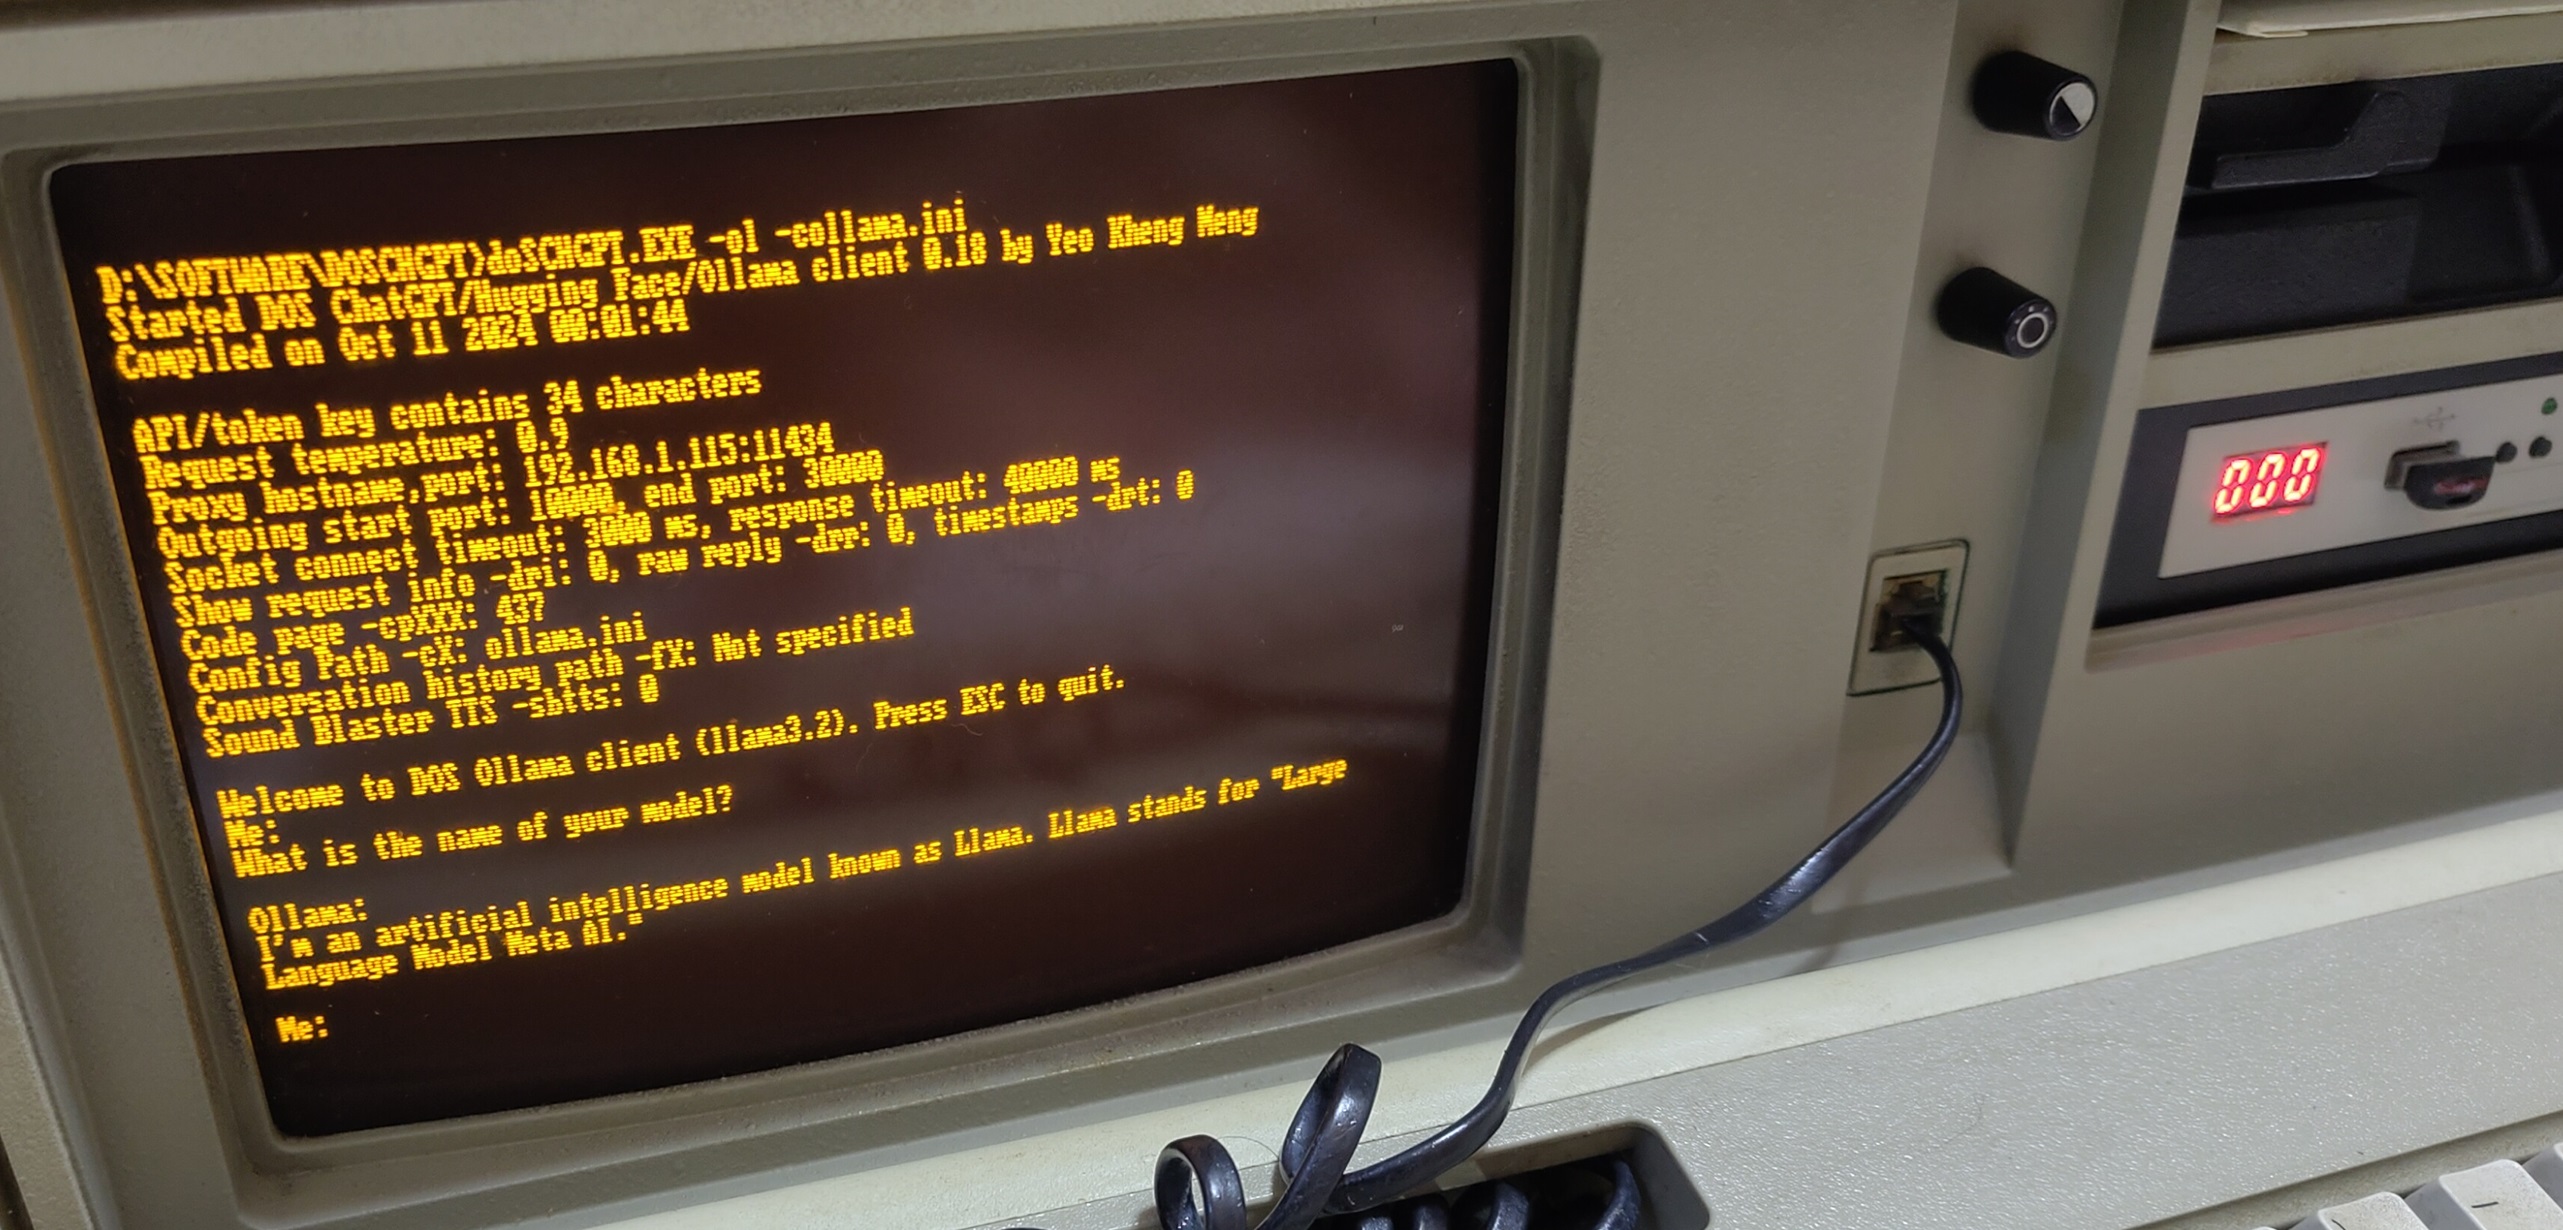 D:\SOFTWARE\DOSCHGPT>doSCHGPT.EXE -ol -collama.ini
Started DOS ChatGPT/Hugging Face/Ollama client 0.18 by Yeo Kheng Meng
Compiled on Oct 11 2024 00:01:44
API/token key contains 34 characters
Request temperature: 0.9
Proxy hostname,port: 192.168.1.115:11434
Outgoing start port: 10000, end port: 30000
Socket connect timeout: 3000 ms, response timeout: 40000 ms
Show request info -dri: 0, raw reply -drr: 0, timestamps -drt: 0
Code page -cpXXX: 437
Config Path -cX: ollama.ini
Conversation history path -fX: Not specified
Sound Blaster TTS -sbtts: 0
Welcome to DOS Ollama client (llama3.2). Press ESC to quit.
Me:
What is the name of your model?
Ollama:
I'm an artificial intelligence model known as Llama. Llama stands for "Large
Language Model Meta AI."
Me:
000